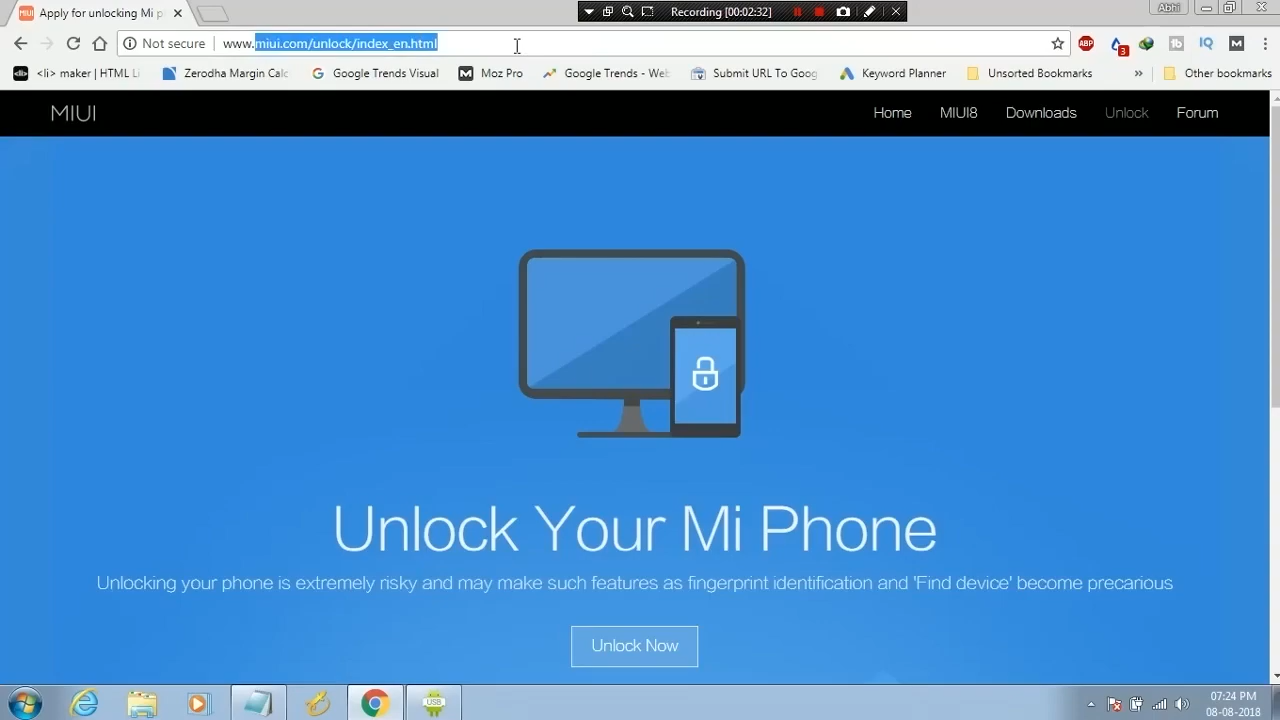 Apply for unlocking Mi p
Recording [00:02:32]
Abhi
Not secure
www.miui.com/unlock/index_en.html
ABP
3
IQ
M
<li> maker | HTML Li
Zerodha Margin Calc
Google Trends Visual
Moz Pro
Google Trends - Web
Submit URL To Goog
Keyword Planner
Unsorted Bookmarks
»
Other bookmarks
MIUI
Home
MIUI8
Downloads
Unlock
Forum
Unlock Your Mi Phone
Unlocking your phone is extremely risky and may make such features as fingerprint identification and 'Find device' become precarious
Unlock Now
USB
07:24 PM
08-08-2018